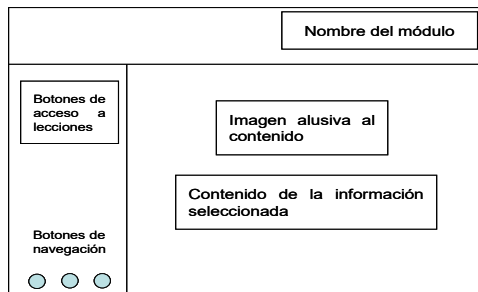 Nombre del módulo
Botones de
acceso a
lecciones
Imagen alusiva al
contenido
Contenido de la información
seleccionada
Botones de
navegación